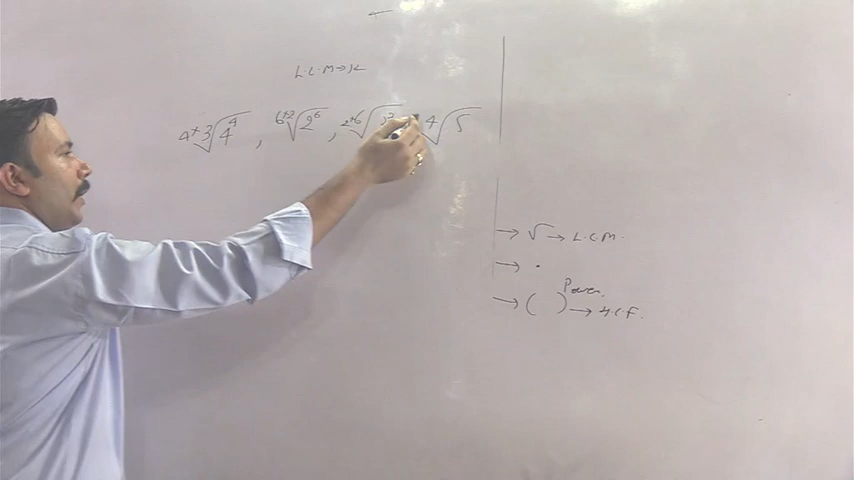 L.C.M → 12
4×3√4⁴ , 6×2√2⁶ , 2×6√3² , ⁴√5
→ √ → L.C.M.
→ .
→ ( )Power → H.C.F.